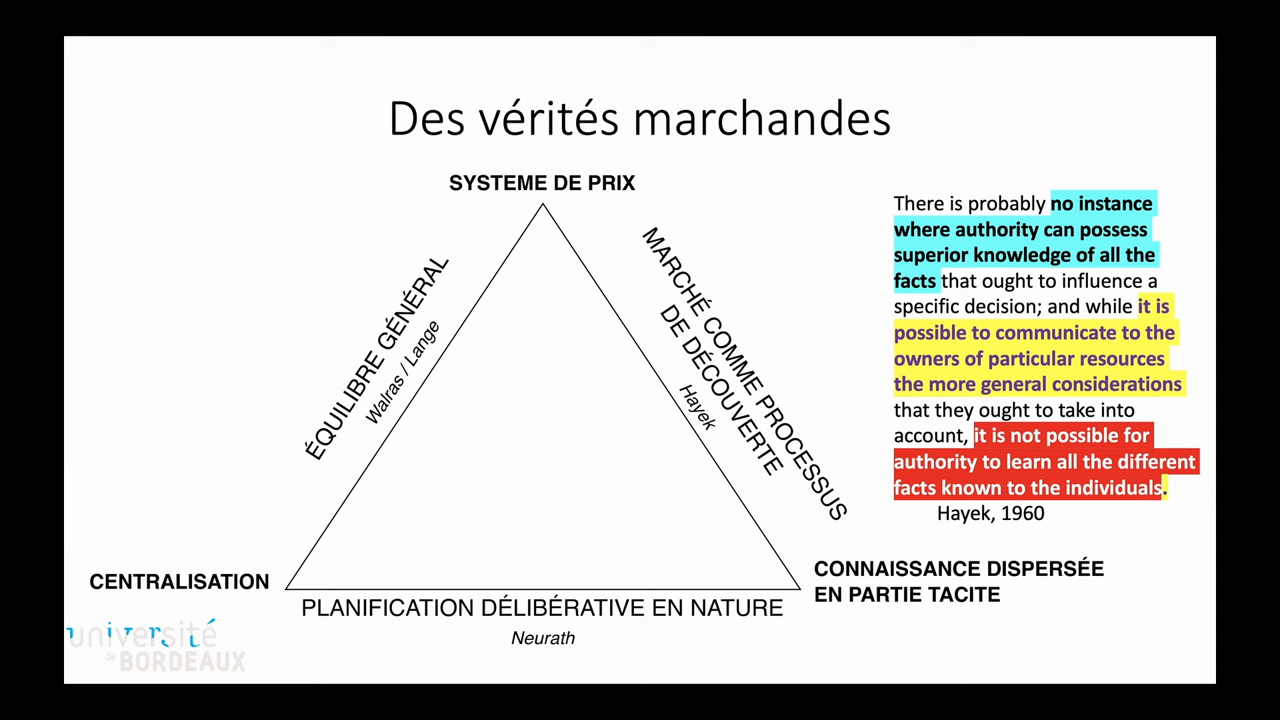 Des vérités marchandes
SYSTEME DE PRIX
ÉQUILIBRE GÉNÉRAL
Walras / Lange
MARCHÉ COMME PROCESSUS
DE DÉCOUVERTE
Hayek
CENTRALISATION
CONNAISSANCE DISPERSÉE
EN PARTIE TACITE
PLANIFICATION DÉLIBÉRATIVE EN NATURE
Neurath
There is probably no instance
where authority can possess
superior knowledge of all the
facts that ought to influence a
specific decision; and while it is
possible to communicate to the
owners of particular resources
the more general considerations
that they ought to take into
account, it is not possible for
authority to learn all the different
facts known to the individuals.
Hayek, 1960
université
de BORDEAUX